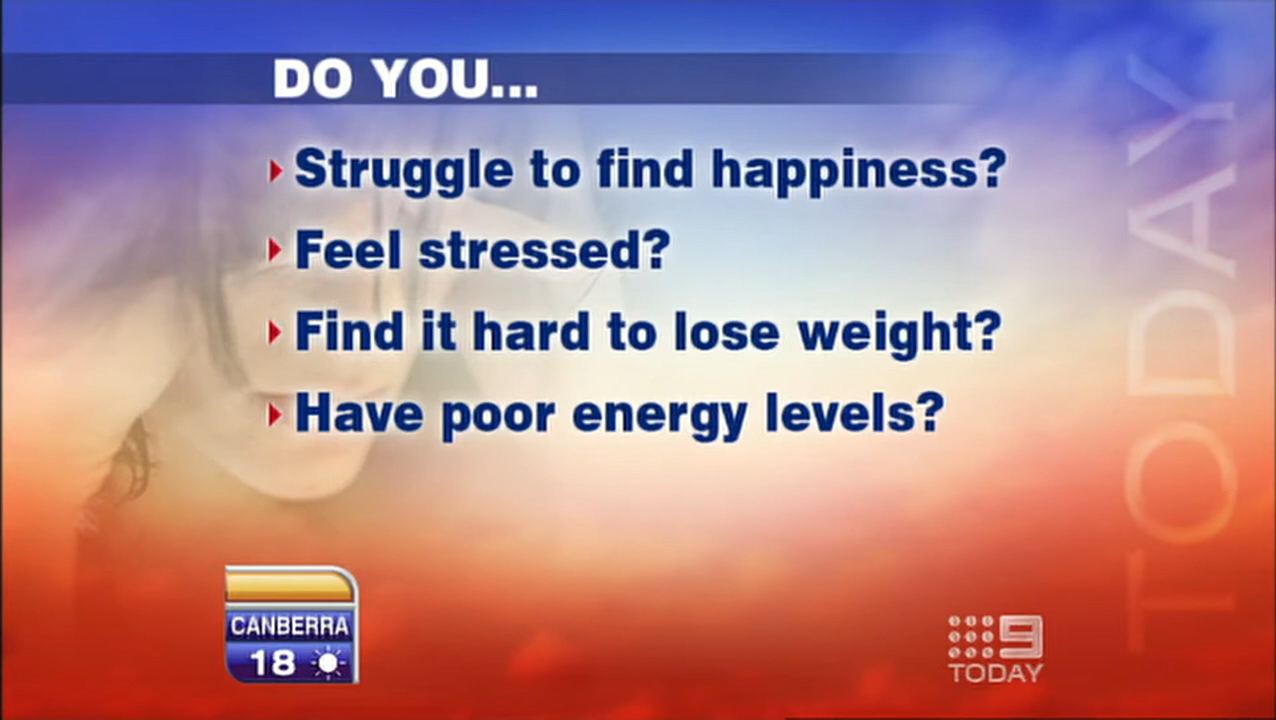 DO YOU...
Struggle to find happiness?
Feel stressed?
Find it hard to lose weight?
Have poor energy levels?
TODAY
CANBERRA
18
9
TODAY